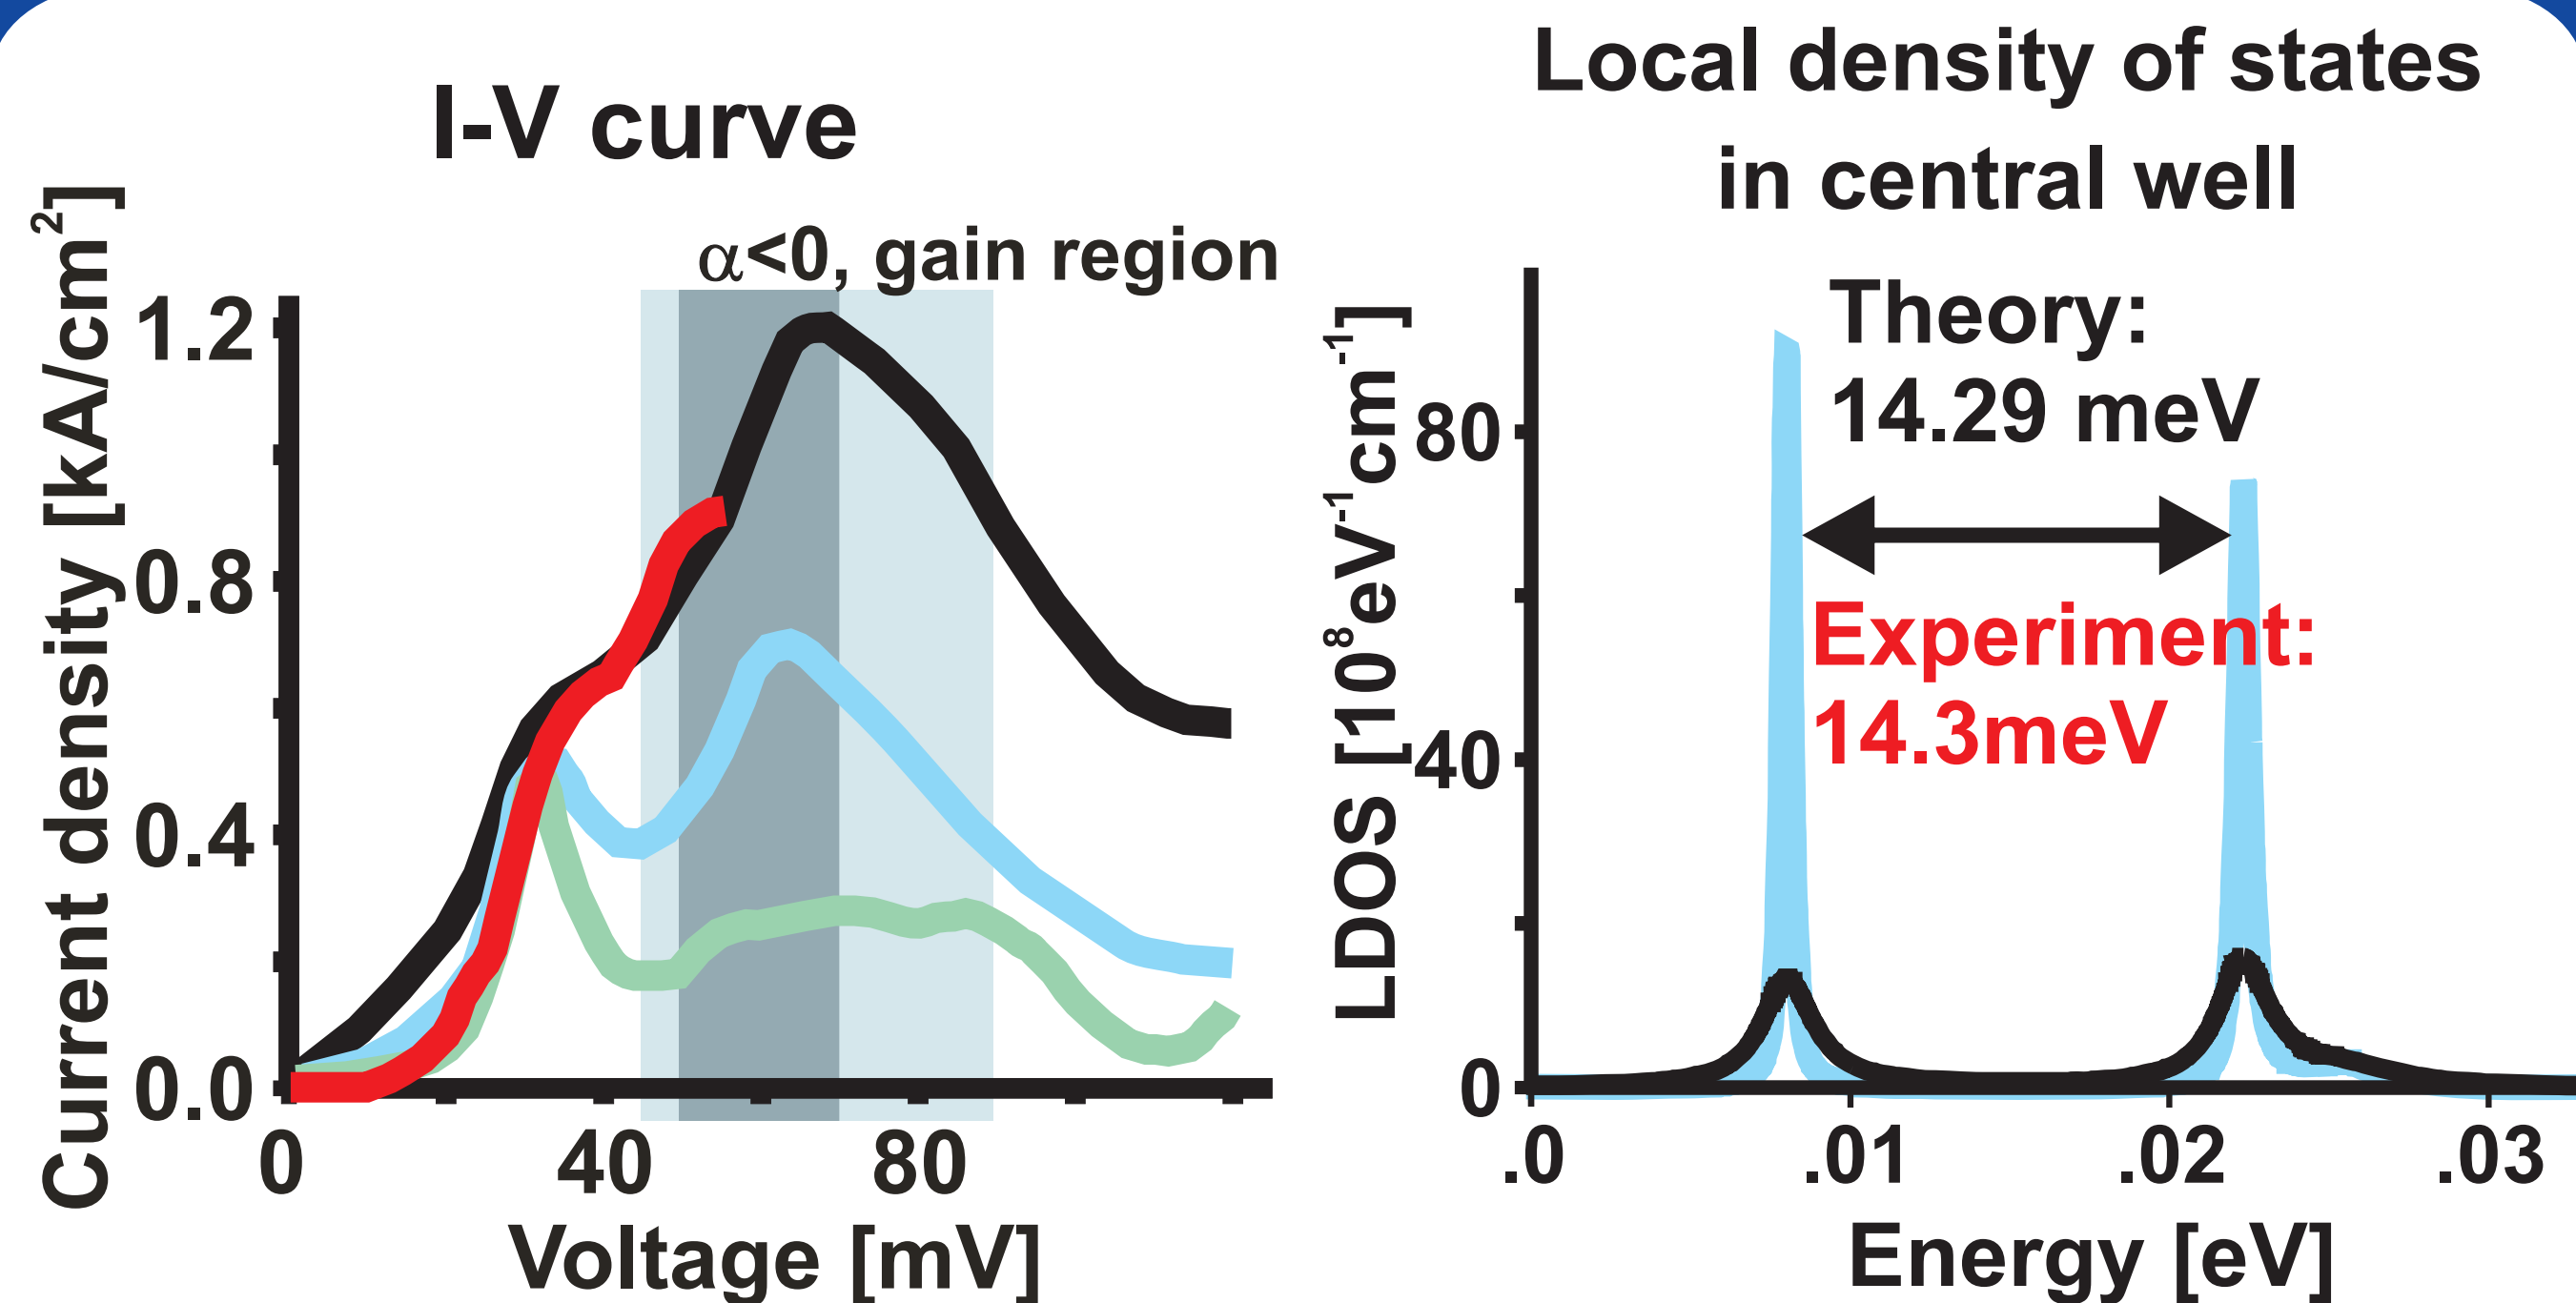 I-V curve
α<0, gain region
Current density [kA/cm²]
1.2
0.8
0.4
0.0
0
40
80
Voltage [mV]
Local density of states
in central well
Theory:
14.29 meV
Experiment:
14.3meV
LDOS [10⁸eV⁻¹cm⁻¹]
80
40
0
.0
.01
.02
.03
Energy [eV]